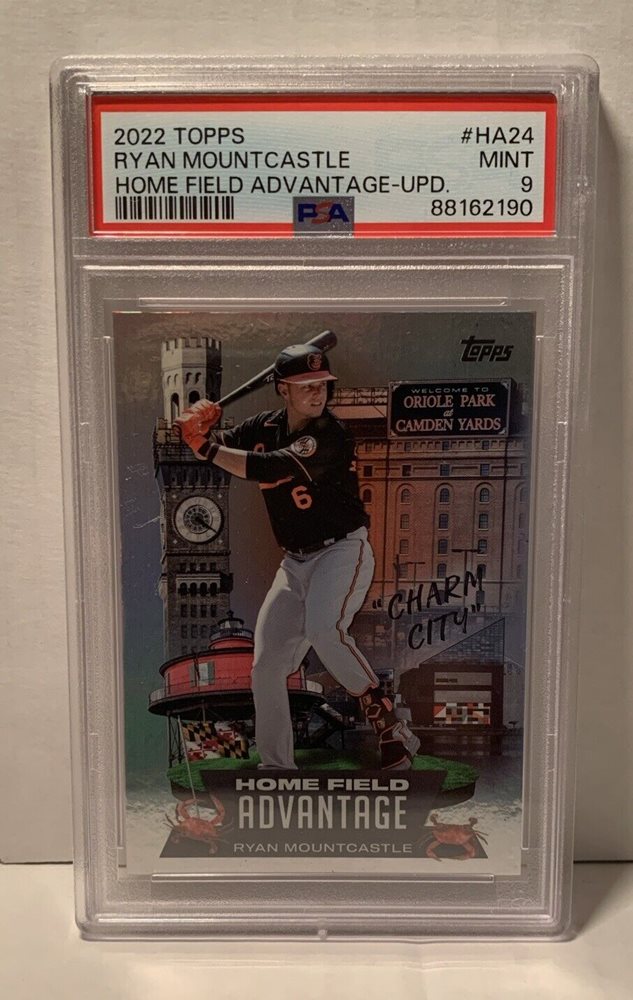 2022 TOPPS #HA24
RYAN MOUNTCASTLE MINT
HOME FIELD ADVANTAGE-UPD. 9
PSA 88162190
Topps
WELCOME TO
ORIOLE PARK
at
CAMDEN YARDS
6
"CHARM
CITY"
HOME FIELD
ADVANTAGE
RYAN MOUNTCASTLE